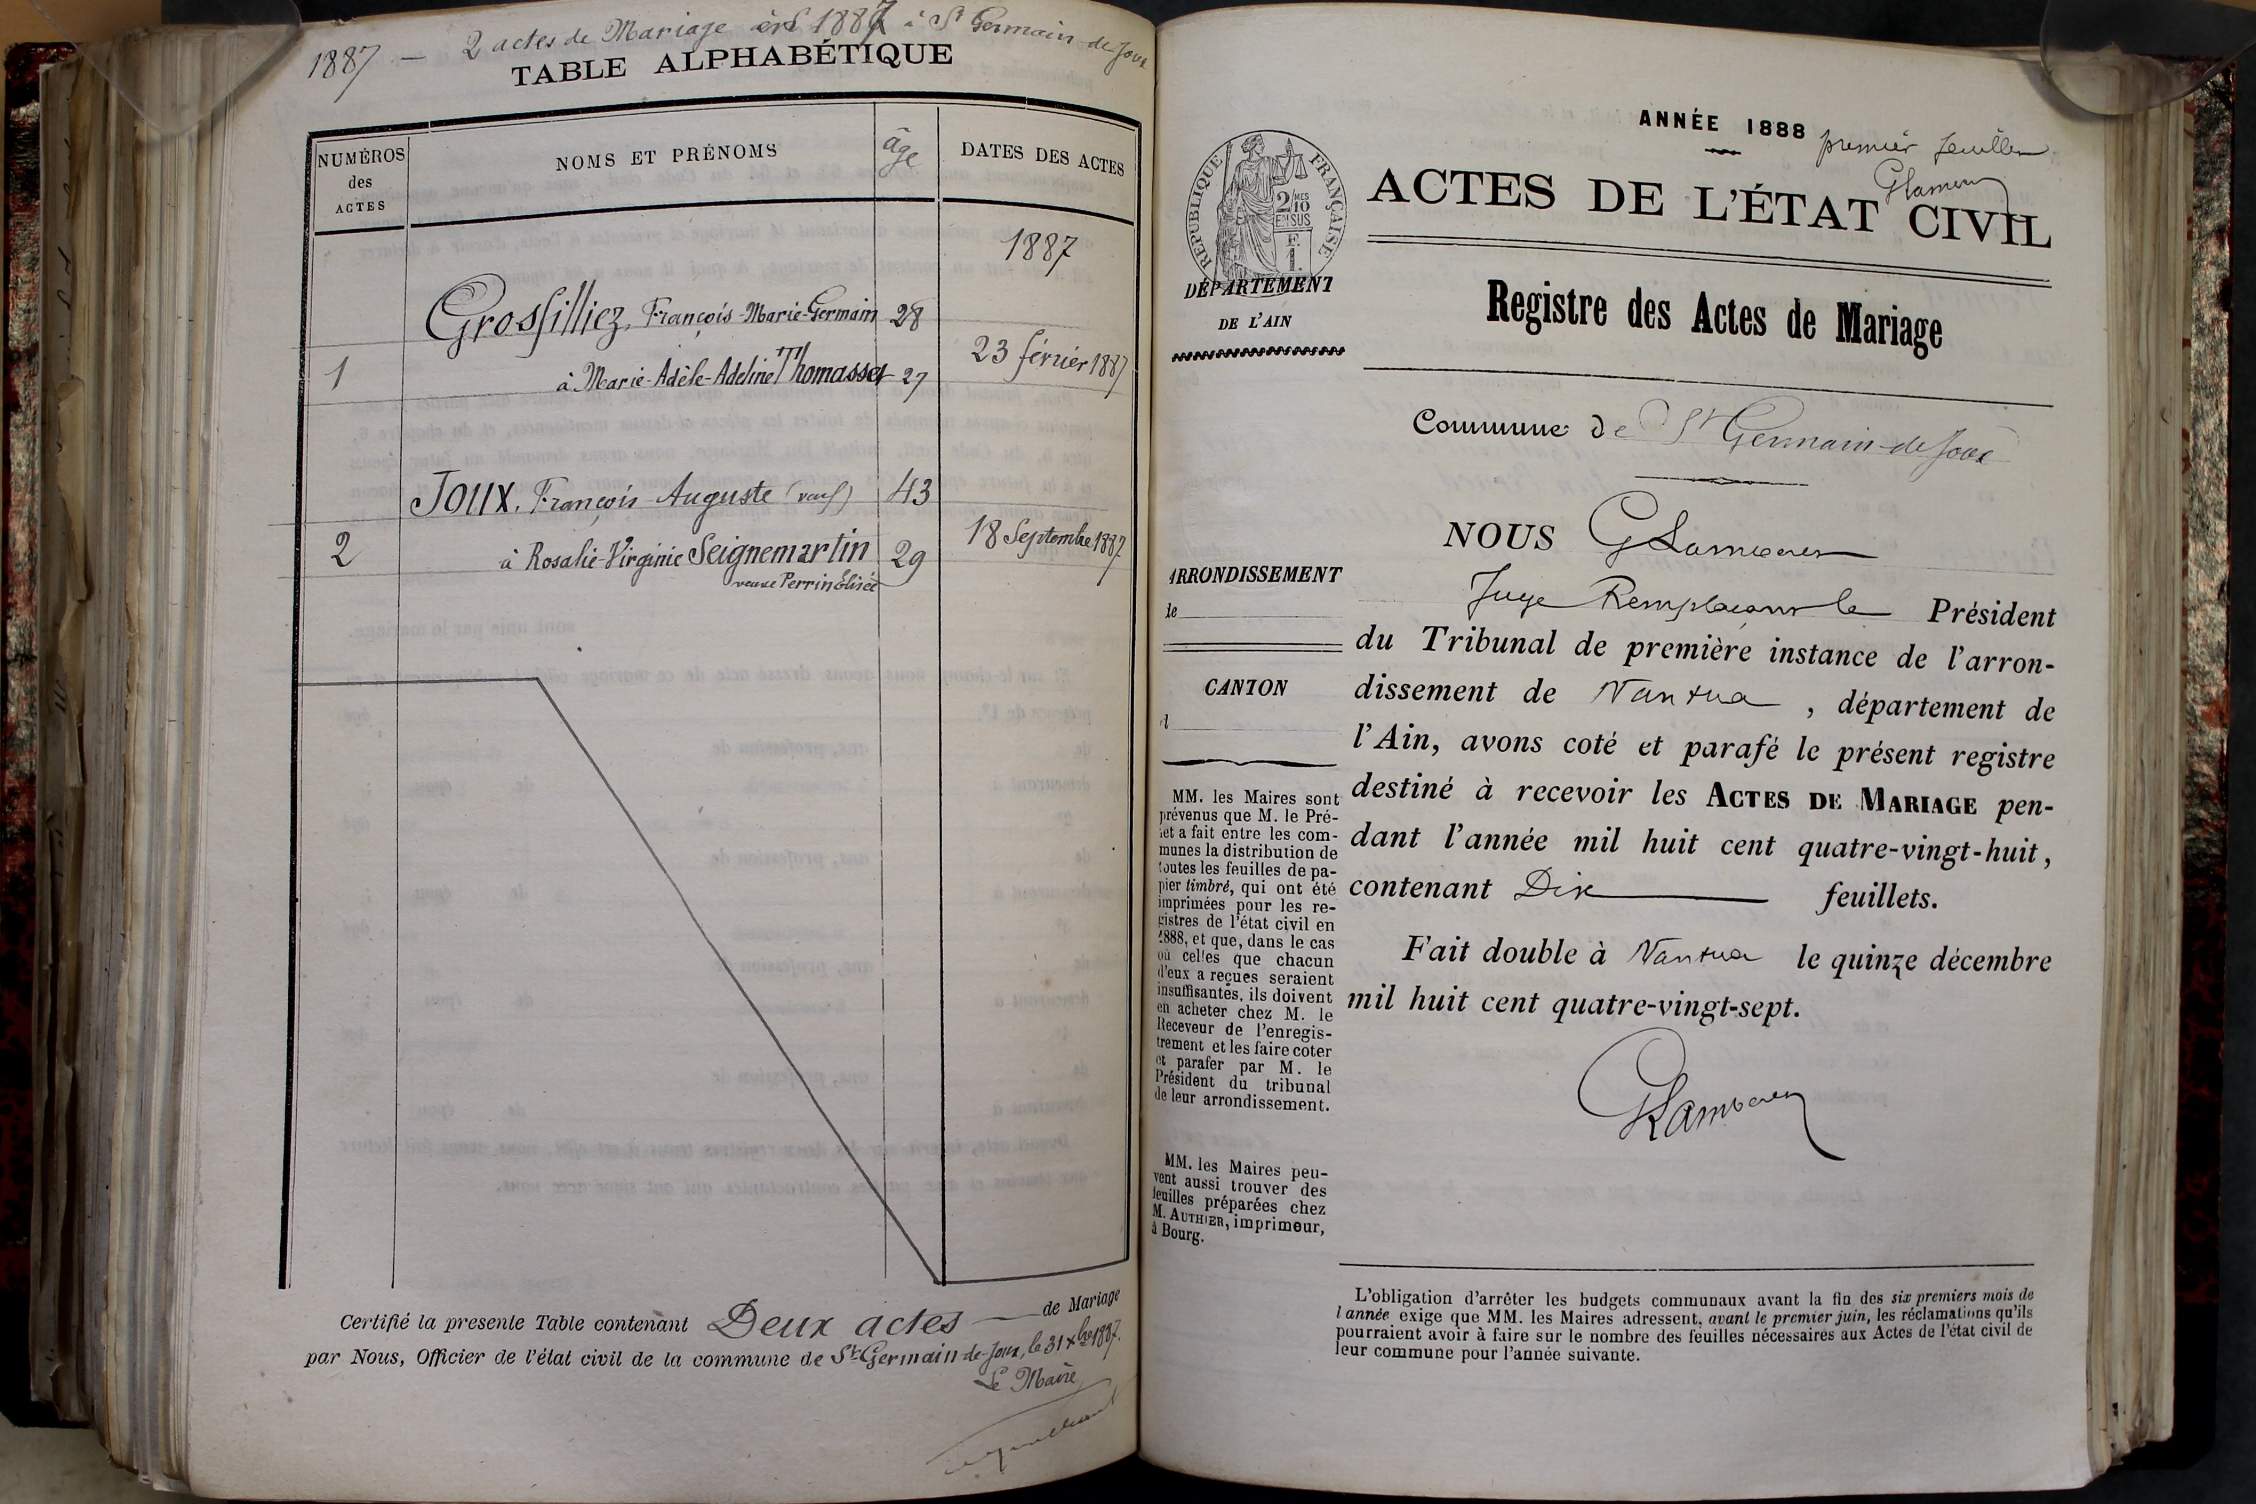 1887 — 2 actes de Mariage en 1887 à St Germain-de-Joux
TABLE ALPHABÉTIQUE
NUMÉROS
des
ACTES
NOMS ET PRÉNOMS
âge
DATES DES ACTES
1887
Grosfilliez, François-Marie-Germain 28
1 à Marie-Adèle-Adeline Thomasset 27 23 février 1887
Joux, François-Auguste (veuf) 43
2 à Rosalie-Virginie Seignemartin 29 18 Septembre 1887
veuve Perrin Elisée
Certifié la presente Table contenant Deux actes de Mariage
par Nous, Officier de l'état civil de la commune de St Germain-de-Joux, le 31 Xbre 1887.
Le Maire
ANNÉE 1888
premier feuillet
ACTES DE L'ÉTAT CIVIL
RÉPUBLIQUE FRANÇAISE
2/10MES
EN SUS
F.
1.
DÉPARTEMENT
DE L'AIN
Registre des Actes de Mariage
Commune de St Germain-de-Joux
NOUS
Juge Remplaçant le Président
du Tribunal de première instance de l'arron-
dissement de Nantua, département de
l'Ain, avons coté et parafé le présent registre
destiné à recevoir les ACTES DE MARIAGE pen-
dant l'année mil huit cent quatre-vingt-huit,
contenant Dix feuillets.
Fait double à Nantua le quinze décembre
mil huit cent quatre-vingt-sept.
ARRONDISSEMENT
de
CANTON
d
MM. les Maires sont
prévenus que M. le Pré-
fet a fait entre les com-
munes la distribution de
toutes les feuilles de pa-
pier timbré, qui ont été
imprimées pour les re-
gistres de l'état civil en
1888, et que, dans le cas
où celles que chacun
d'eux a reçues seraient
insuffisantes, ils doivent
en acheter chez M. le
Receveur de l'enregis-
trement et les faire coter
et parafer par M. le
Président du tribunal
de leur arrondissement.
MM. les Maires peu-
vent aussi trouver des
feuilles préparées chez
M. AUTHIER, imprimeur,
à Bourg.
L'obligation d'arrêter les budgets communaux avant la fin des six premiers mois de
l'année exige que MM. les Maires adressent, avant le premier juin, les réclamations qu'ils
pourraient avoir à faire sur le nombre des feuilles nécessaires aux Actes de l'état civil de
leur commune pour l'année suivante.